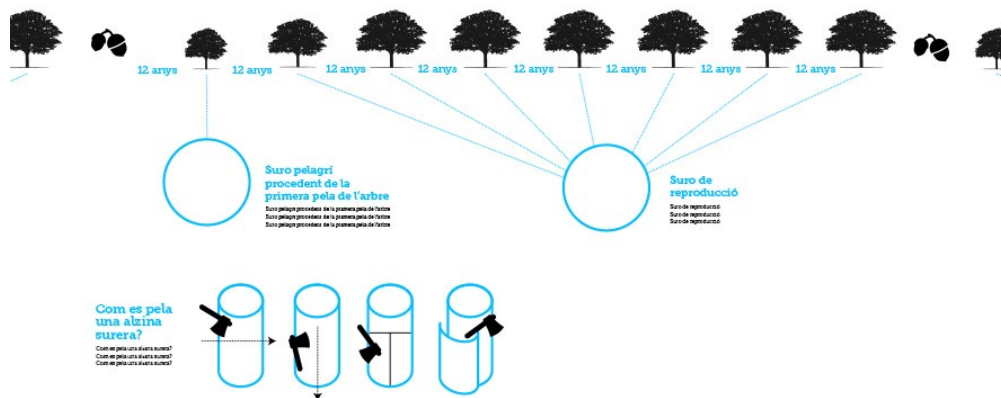 12 anys 12 anys 12 anys 12 anys 12 anys 12 anys 12 anys 12 anys
Suro pelagrí
procedent de la
primera pela de l'arbre
Suro pelagrí procedent de la primera pela de l'arbre
Suro pelagrí procedent de la primera pela de l'arbre
Suro pelagrí procedent de la primera pela de l'arbre
Suro de
reproducció
Suro de reproducció
Suro de reproducció
Suro de reproducció
Com es pela
una alzina
surera?
Com es pela una alzina surera?
Com es pela una alzina surera?
Com es pela una alzina surera?